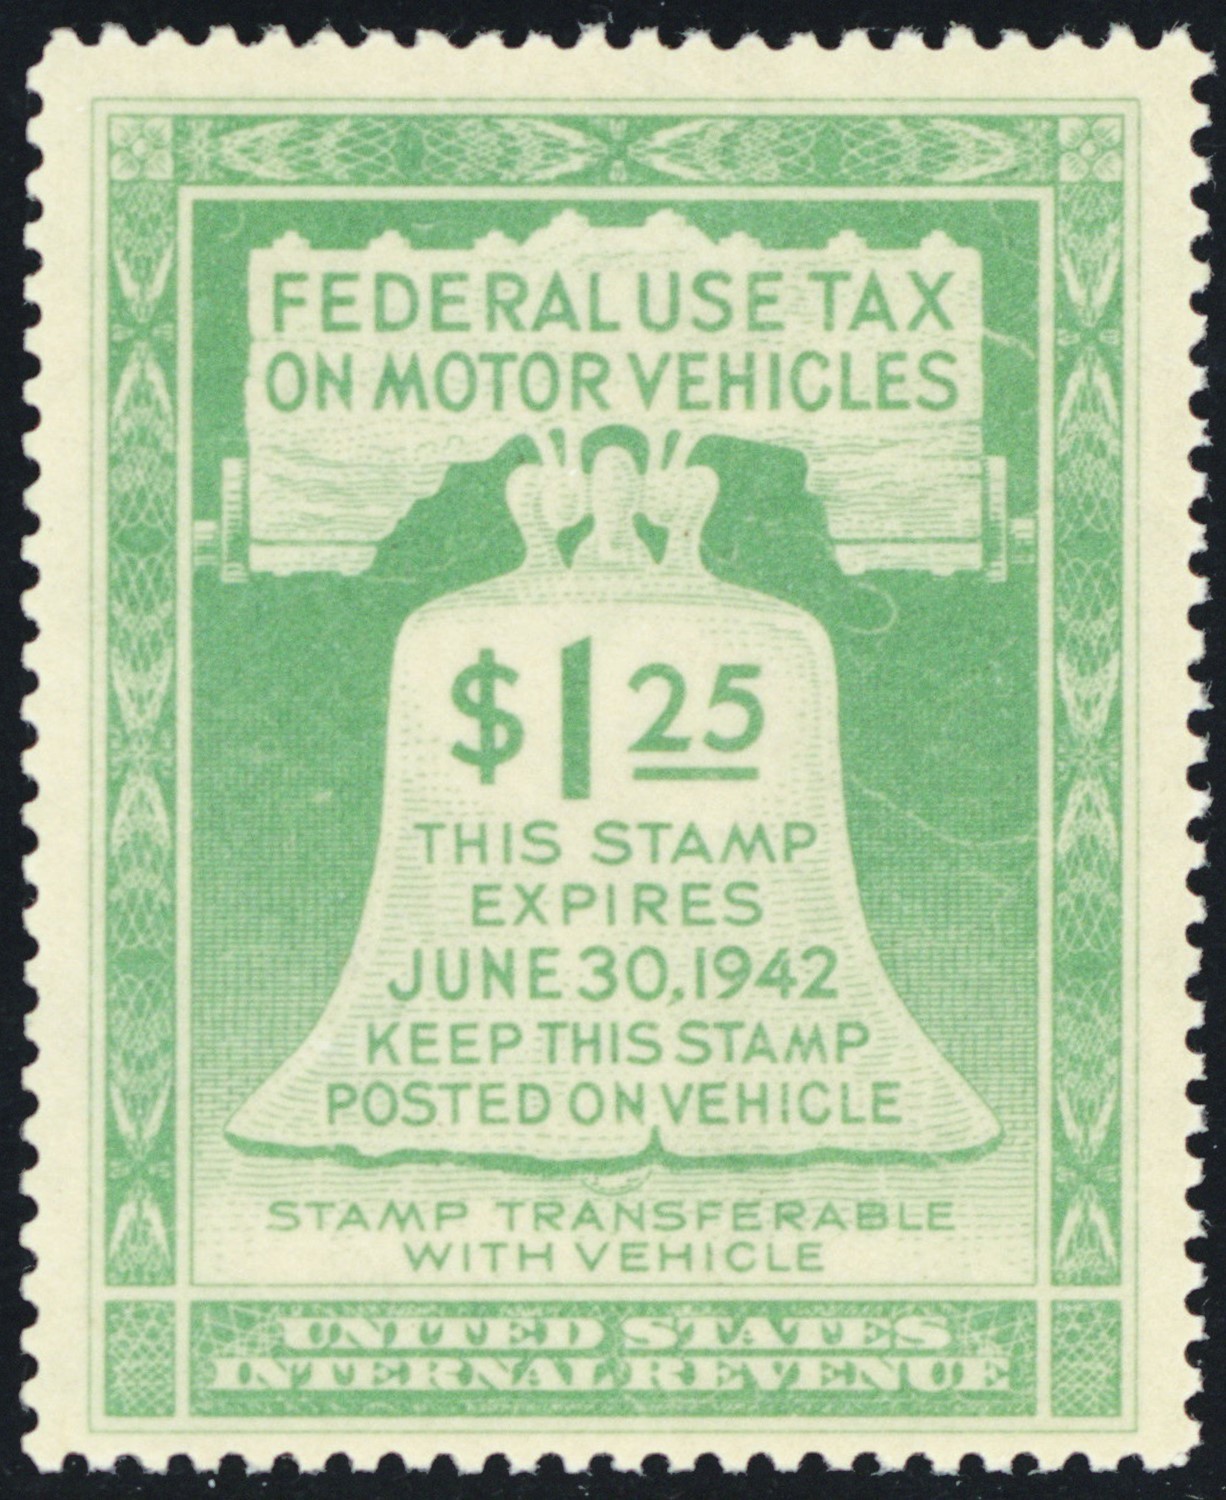 FEDERAL USE TAX
ON MOTOR VEHICLES
$1 25
THIS STAMP
EXPIRES
JUNE 30, 1942
KEEP THIS STAMP
POSTED ON VEHICLE
STAMP TRANSFERABLE
WITH VEHICLE
UNITED STATES
INTERNAL REVENUE